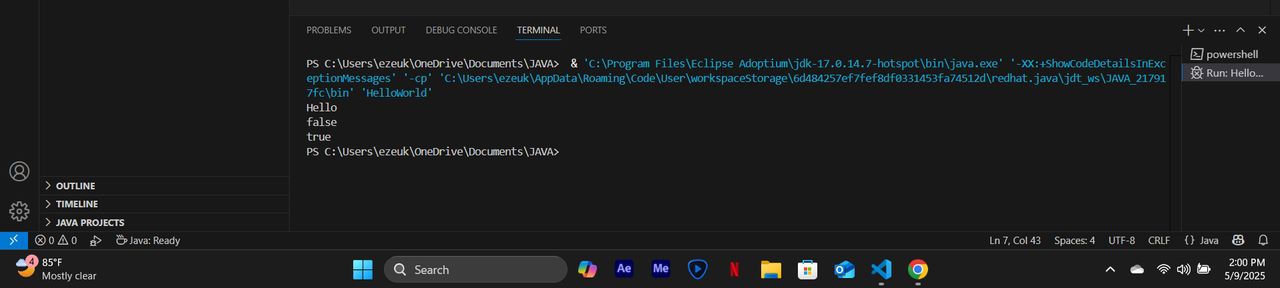 PROBLEMS OUTPUT DEBUG CONSOLE TERMINAL PORTS
powershell
Run: Hello...
PS C:\Users\ezeuk\OneDrive\Documents\JAVA>  & 'C:\Program Files\Eclipse Adoptium\jdk-17.0.14.7-hotspot\bin\java.exe' '-XX:+ShowCodeDetailsInExc
eptionMessages' '-cp' 'C:\Users\ezeuk\AppData\Roaming\Code\User\workspaceStorage\6d484257ef7fef8df0331453fa74512d\redhat.java\jdt_ws\JAVA_21791
7fc\bin' 'HelloWorld'
Hello
false
true
PS C:\Users\ezeuk\OneDrive\Documents\JAVA>
OUTLINE
TIMELINE
JAVA PROJECTS
0 0 Java: Ready Ln 7, Col 43 Spaces: 4 UTF-8 CRLF {} Java
4
85°F
Mostly clear
Search
Ae
Me
N
2:00 PM
5/9/2025